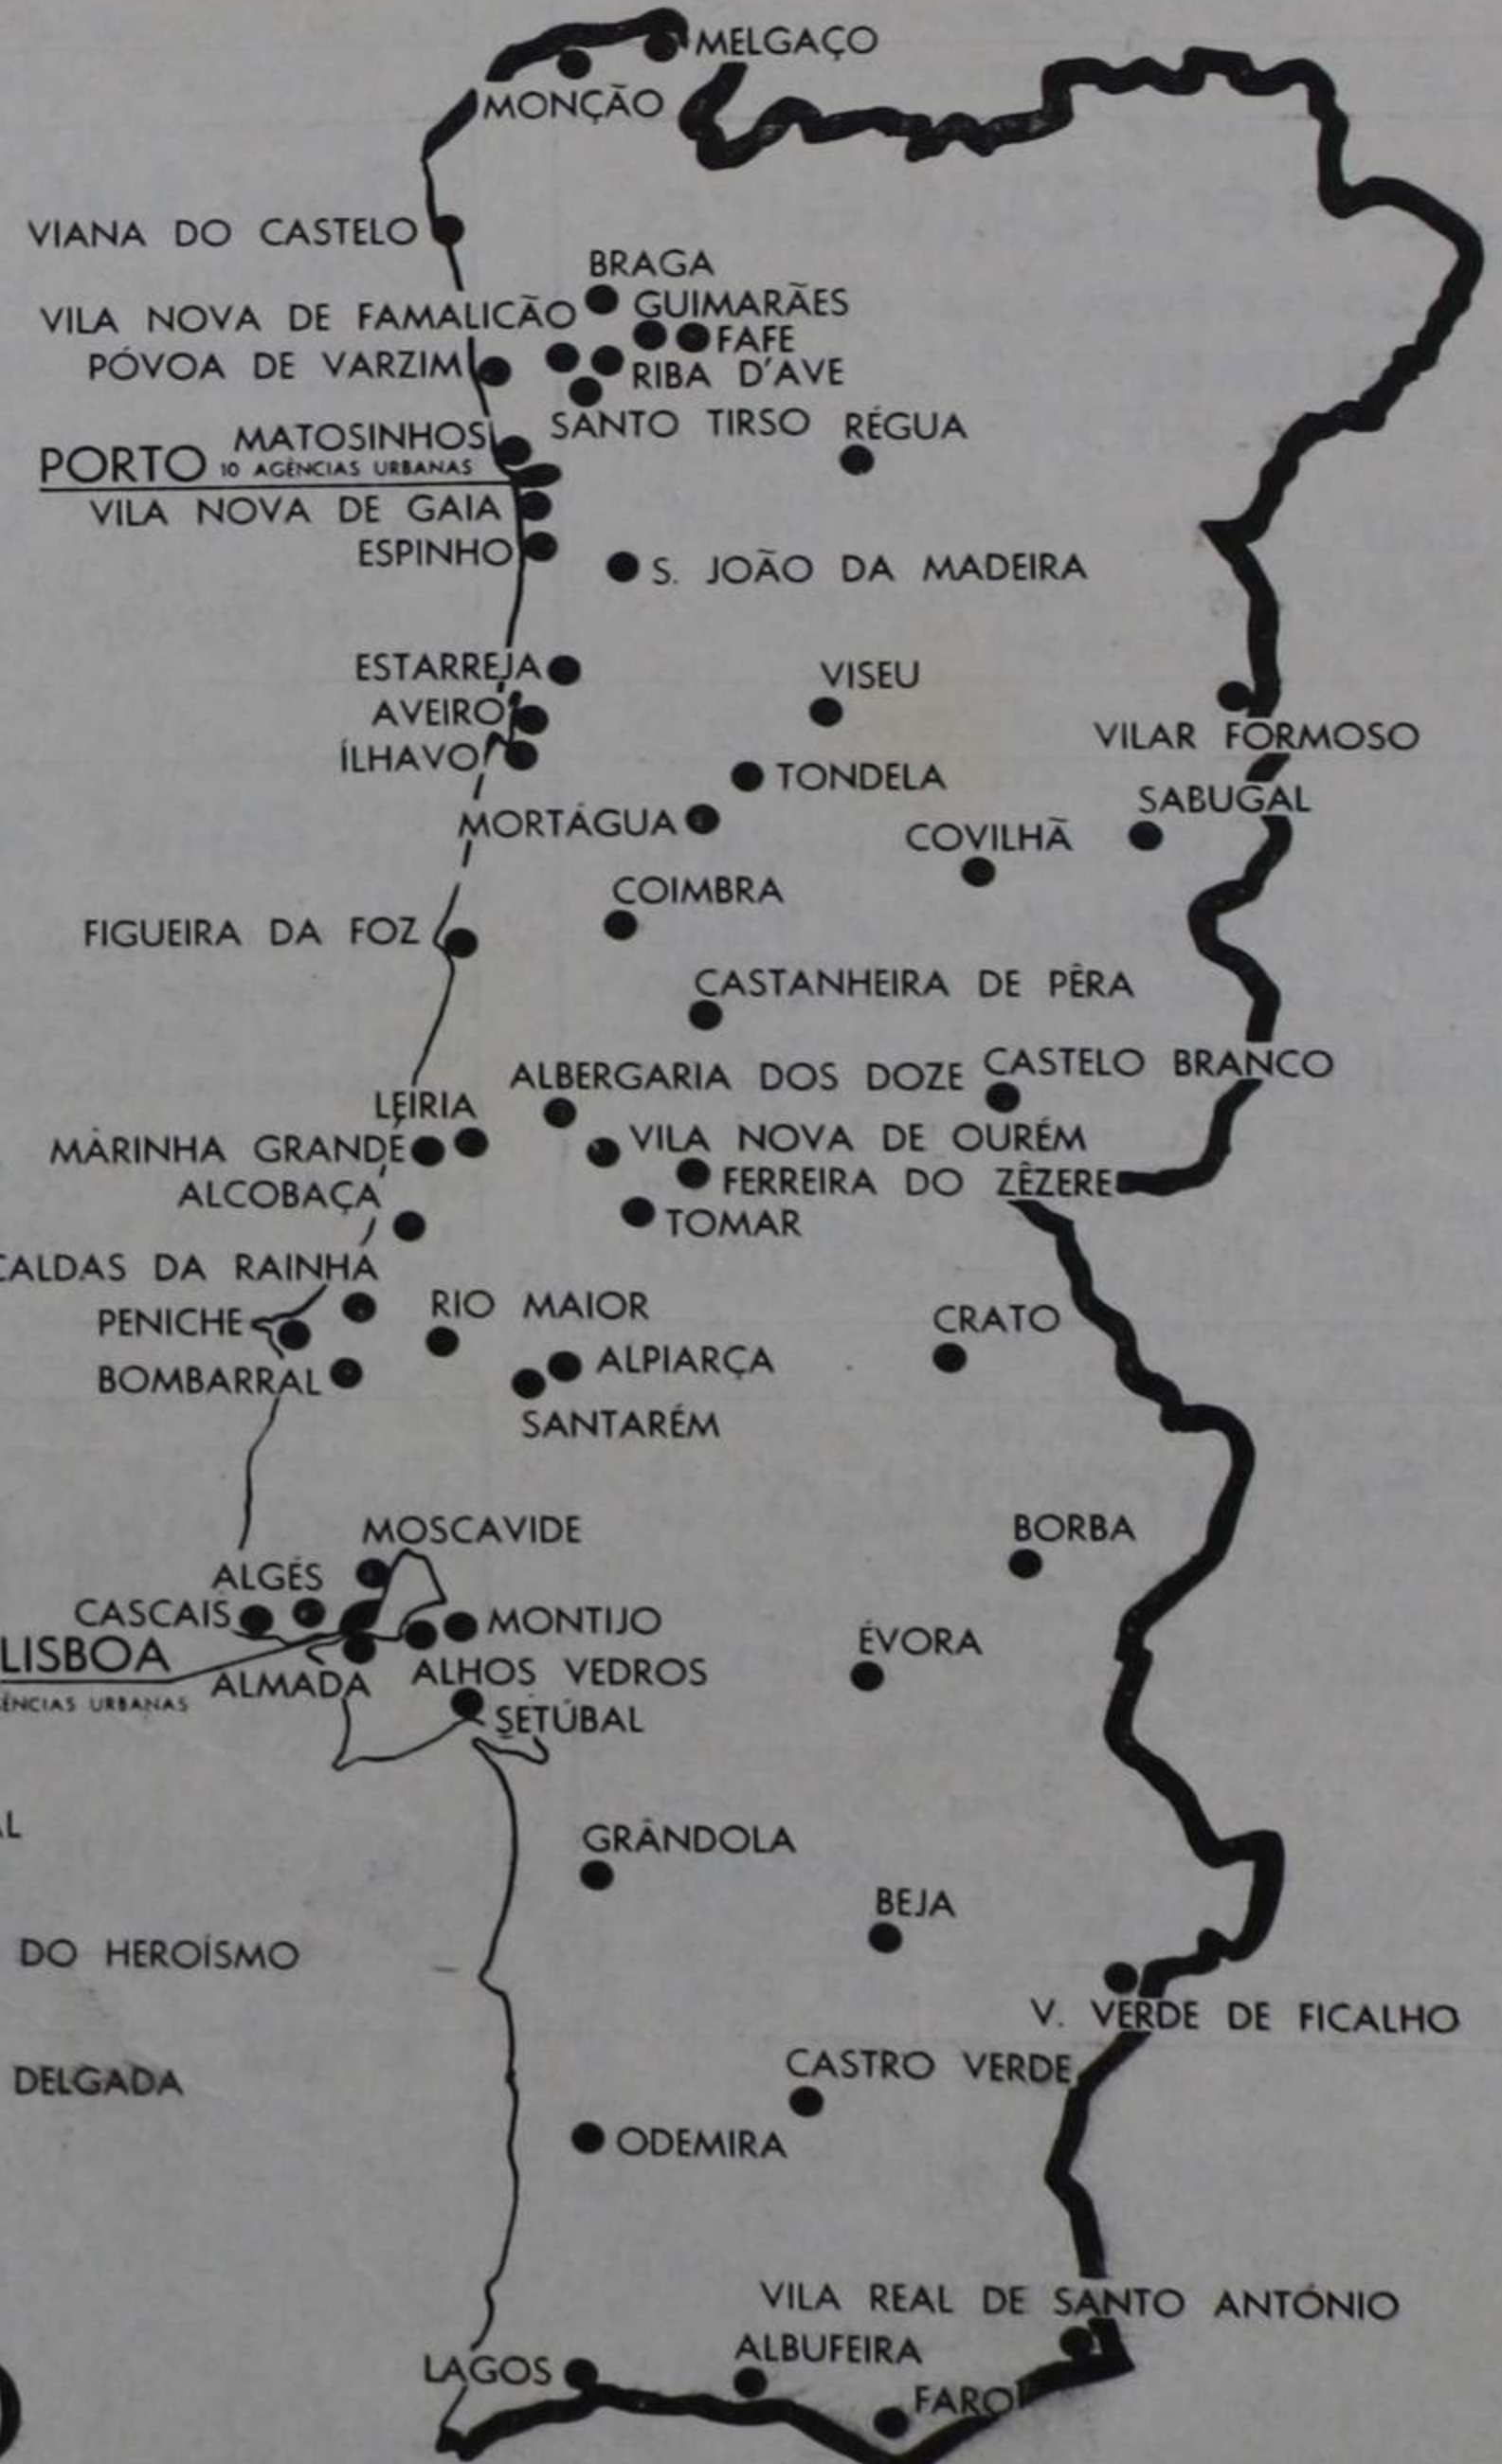 MELGAÇO
MONÇÃO
VIANA DO CASTELO
BRAGA
VILA NOVA DE FAMALICÃO
GUIMARÃES
FAFE
PÓVOA DE VARZIM
RIBA D'AVE
SANTO TIRSO
RÉGUA
MATOSINHOS
PORTO 10 AGÊNCIAS URBANAS
VILA NOVA DE GAIA
ESPINHO
S. JOÃO DA MADEIRA
ESTARREJA
VISEU
AVEIRO
VILAR FORMOSO
ÍLHAVO
TONDELA
SABUGAL
MORTÁGUA
COVILHÃ
COIMBRA
FIGUEIRA DA FOZ
CASTANHEIRA DE PÊRA
CASTELO BRANCO
ALBERGARIA DOS DOZE
LEIRIA
VILA NOVA DE OURÉM
MARINHA GRANDE
FERREIRA DO ZÊZERE
ALCOBAÇA
TOMAR
CALDAS DA RAINHA
RIO MAIOR
PENICHE
CRATO
ALPIARÇA
BOMBARRAL
SANTARÉM
MOSCAVIDE
BORBA
ALGÉS
CASCAIS
MONTIJO
LISBOA
ÉVORA
ALHOS VEDROS
ALMADA
ÊNCIAS URBANAS
SETÚBAL
AL
GRÂNDOLA
BEJA
DO HEROÍSMO
V. VERDE DE FICALHO
CASTRO VERDE
DELGADA
ODEMIRA
VILA REAL DE SANTO ANTÓNIO
ALBUFEIRA
LAGOS
FARO